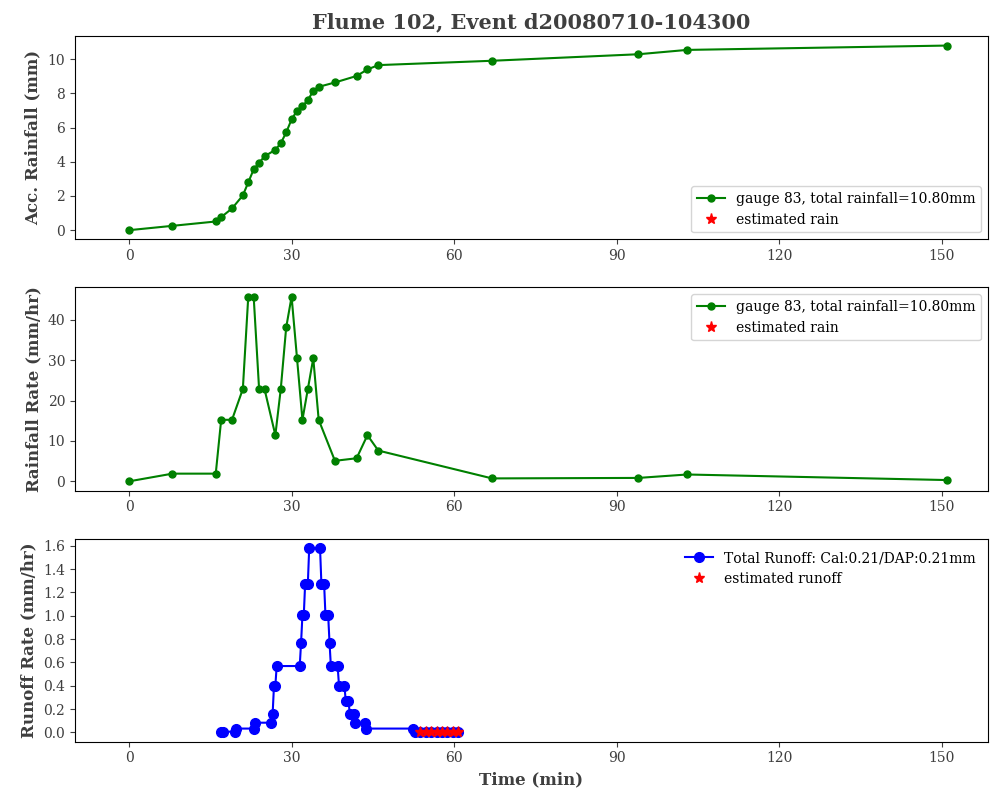 Flume 102, Event d20080710-104300
Acc. Rainfall (mm)
10
8
6
4
2
0
gauge 83, total rainfall=10.80mm
estimated rain
0 30 60 90 120 150
Rainfall Rate (mm/hr)
40
30
20
10
0
gauge 83, total rainfall=10.80mm
estimated rain
0 30 60 90 120 150
Runoff Rate (mm/hr)
1.6
1.4
1.2
1.0
0.8
0.6
0.4
0.2
0.0
Total Runoff: Cal:0.21/DAP:0.21mm
estimated runoff
0 30 60 90 120 150
Time (min)